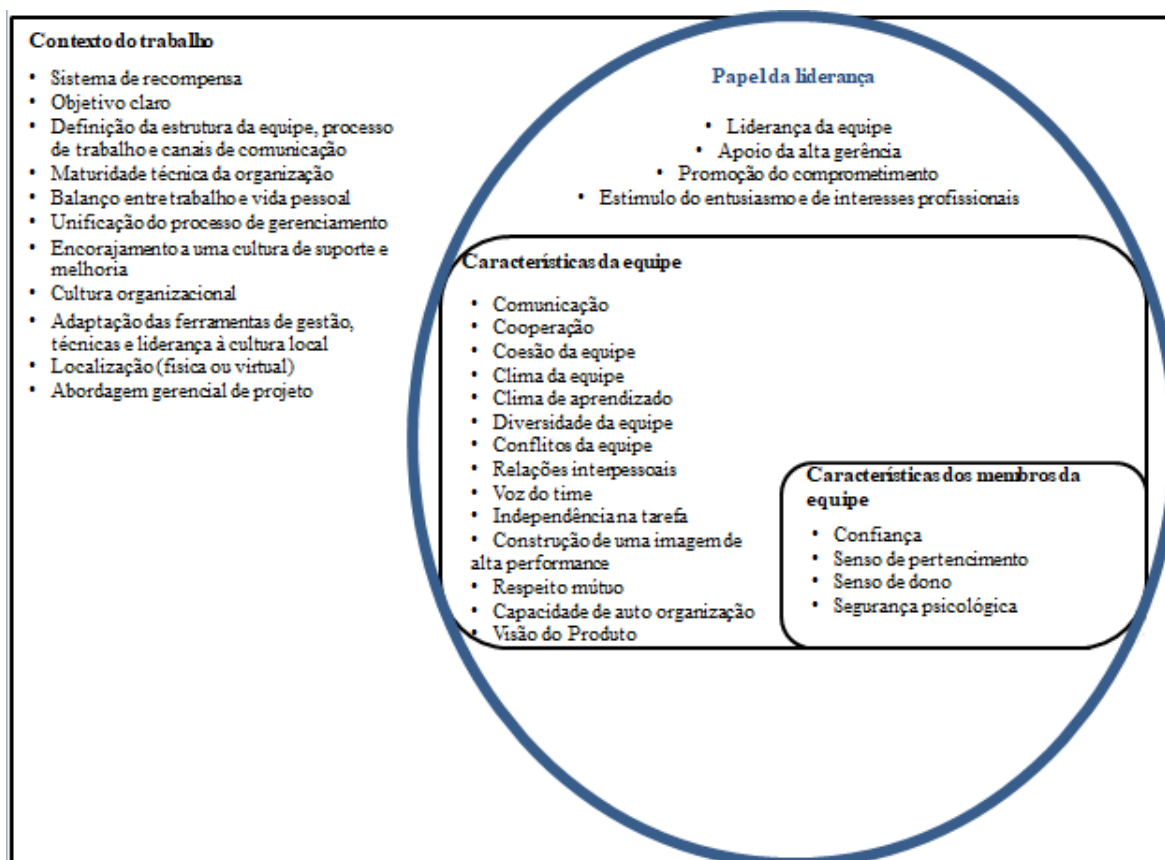 Contexto do trabalho
• Sistema de recompensa
• Objetivo claro
• Definição da estrutura da equipe, processo
de trabalho e canais de comunicação
• Maturidade técnica da organização
• Balanço entre trabalho e vida pessoal
• Unificação do processo de gerenciamento
• Encorajamento a uma cultura de suporte e
melhoria
• Cultura organizacional
• Adaptação das ferramentas de gestão,
técnicas e liderança à cultura local
• Localização (fisica ou virtual)
• Abordagem gerencial de projeto
Papel da liderança
• Liderança da equipe
• Apoio da alta gerência
• Promoção do comprometimento
• Estímulo do entusiasmo e de interesses profissionais
Características da equipe
• Comunicação
• Cooperação
• Coesão da equipe
• Clima da equipe
• Clima de aprendizado
• Diversidade da equipe
• Conflitos da equipe
• Relações interpessoais
• Voz do time
• Independência na tarefa
• Construção de uma imagem de
alta performance
• Respeito mútuo
• Capacidade de auto organização
• Visão do Produto
Características dos membros da
equipe
• Confiança
• Senso de pertencimento
• Senso de dono
• Segurança psicológica